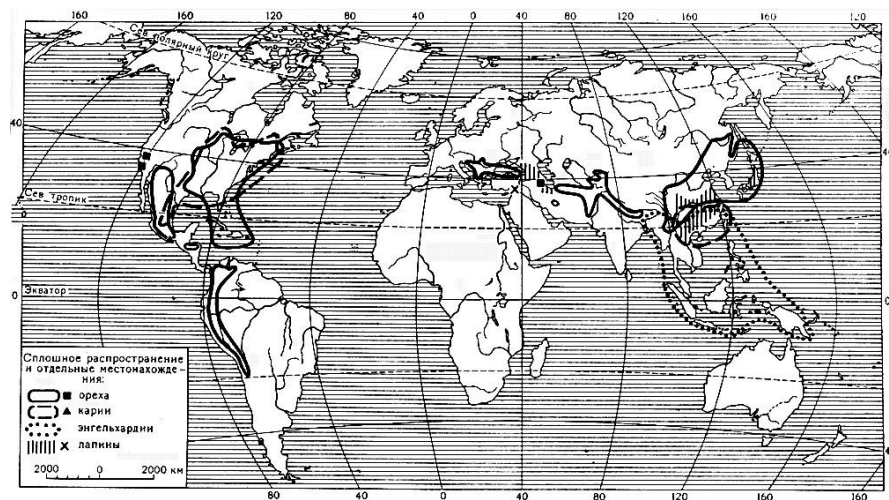 160 160 120 80 40 0 40 80 120 160 160 120
Сев полярный круг
40
Сев тропик
0
Экватор
0
0
Сплошное распространение
и отдельные местонахожде-
ния:
ореха
карии
энгельхардии
лапины
2000 0 2000 км
80 40 0 40 80 120 160 160